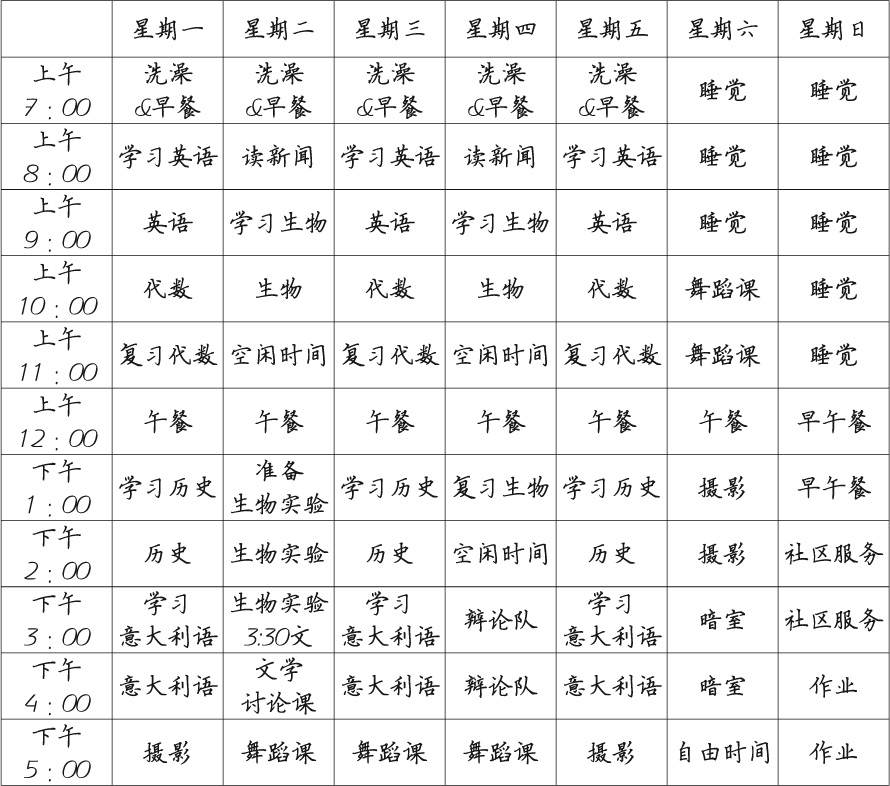 星期一 星期二 星期三 星期四 星期五 星期六 星期日
上午 7:00 洗澡 &早餐 洗澡 &早餐 洗澡 &早餐 洗澡 &早餐 洗澡 &早餐 睡觉 睡觉
上午 8:00 学习英语 读新闻 学习英语 读新闻 学习英语 睡觉 睡觉
上午 9:00 英语 学习生物 英语 学习生物 英语 睡觉 睡觉
上午 10:00 代数 生物 代数 生物 代数 舞蹈课 睡觉
上午 11:00 复习代数 空闲时间 复习代数 空闲时间 复习代数 舞蹈课 睡觉
上午 12:00 午餐 午餐 午餐 午餐 午餐 午餐 早午餐
下午 1:00 学习历史 准备 生物实验 学习历史 复习生物 学习历史 摄影 早午餐
下午 2:00 历史 生物实验 历史 空闲时间 历史 摄影 社区服务
下午 3:00 学习 意大利语 生物实验 3:30文 学习 意大利语 辩论队 学习 意大利语 暗室 社区服务
下午 4:00 意大利语 文学 讨论课 意大利语 辩论队 意大利语 暗室 作业
下午 5:00 摄影 舞蹈课 舞蹈课 舞蹈课 摄影 自由时间 作业